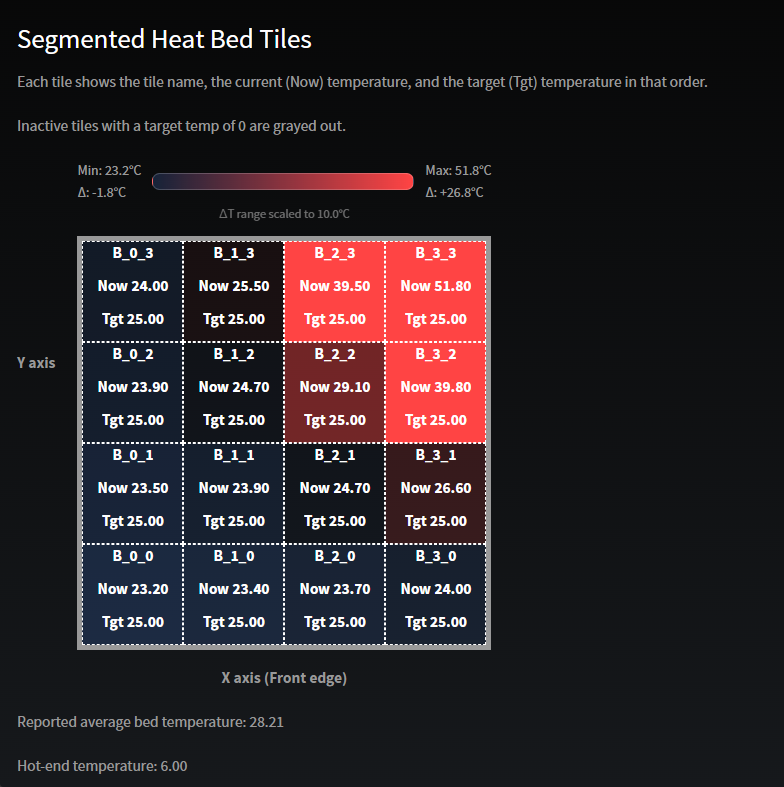 Segmented Heat Bed Tiles
Each tile shows the tile name, the current (Now) temperature, and the target (Tgt) temperature in that order.
Inactive tiles with a target temp of 0 are grayed out.
Min: 23.2°C Max: 51.8°C
Δ: -1.8°C Δ: +26.8°C
ΔT range scaled to 10.0°C
B_0_3 B_1_3 B_2_3 B_3_3
Now 24.00 Now 25.50 Now 39.50 Now 51.80
Tgt 25.00 Tgt 25.00 Tgt 25.00 Tgt 25.00
B_0_2 B_1_2 B_2_2 B_3_2
Y axis
Now 23.90 Now 24.70 Now 29.10 Now 39.80
Tgt 25.00 Tgt 25.00 Tgt 25.00 Tgt 25.00
B_0_1 B_1_1 B_2_1 B_3_1
Now 23.50 Now 23.90 Now 24.70 Now 26.60
Tgt 25.00 Tgt 25.00 Tgt 25.00 Tgt 25.00
B_0_0 B_1_0 B_2_0 B_3_0
Now 23.20 Now 23.40 Now 23.70 Now 24.00
Tgt 25.00 Tgt 25.00 Tgt 25.00 Tgt 25.00
X axis (Front edge)
Reported average bed temperature: 28.21
Hot-end temperature: 6.00